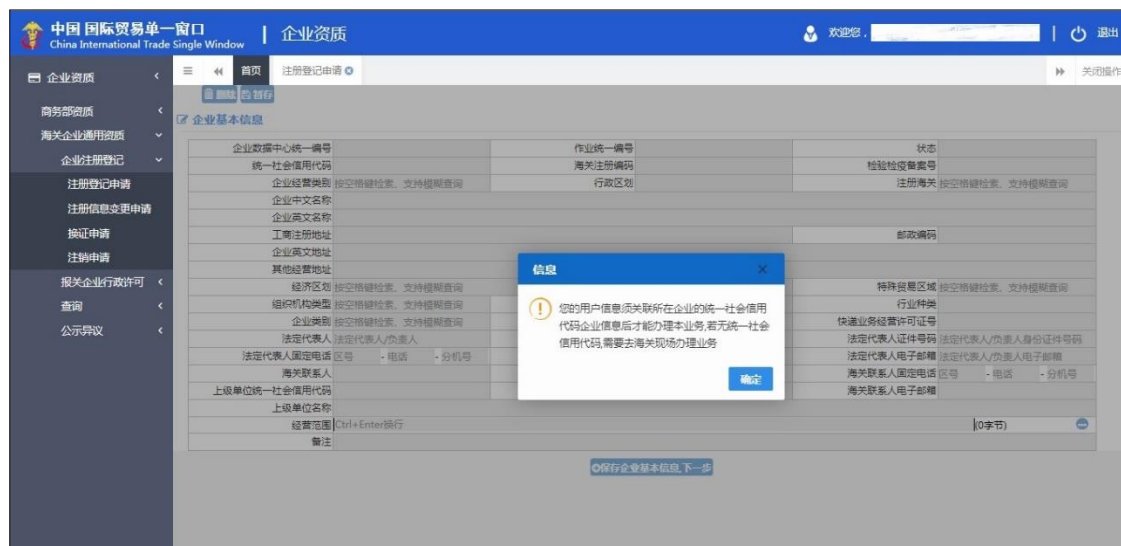 中国 国际贸易单一窗口
China International Trade Single Window
企业资质
欢迎您，
退出
企业资质
首页
注册登记申请
关闭操作
商务部资质
海关企业通用资质
企业注册登记
注册登记申请
注册信息变更申请
换证申请
注销申请
报关企业行政许可
查询
公示异议
删除 暂存
企业基本信息
企业数据中心统一编号 作业统一编号 状态
统一社会信用代码 海关注册编码 检验检疫备案号
企业经营类别 按空格键检索、支持模糊查询 行政区划 注册海关 按空格键检索、支持模糊查询
企业中文名称
企业英文名称
工商注册地址 邮政编码
企业英文地址
其他经营地址
经济区划 按空格键检索、支持模糊查询 特殊贸易区域 按空格键检索、支持模糊查询
组织机构类型 按空格键检索、支持模糊查询 行业种类
企业类别 按空格键检索、支持模糊查询 快递业务经营许可证号
法定代表人 法定代表人/负责人 法定代表人证件号码 法定代表人/负责人身份证件号码
法定代表人固定电话 区号 - 电话 - 分机号 法定代表人电子邮箱 法定代表人/负责人电子邮箱
海关联系人 海关联系人固定电话 区号 - 电话 - 分机号
上级单位统一社会信用代码 海关联系人电子邮箱
上级单位名称
经营范围 Ctrl+Enter换行 (0字节)
备注
保存企业基本信息,下一步
信息
您的用户信息须关联所在企业的统一社会信用
代码企业信息后才能办理本业务,若无统一社会
信用代码,需要去海关现场办理业务
确定